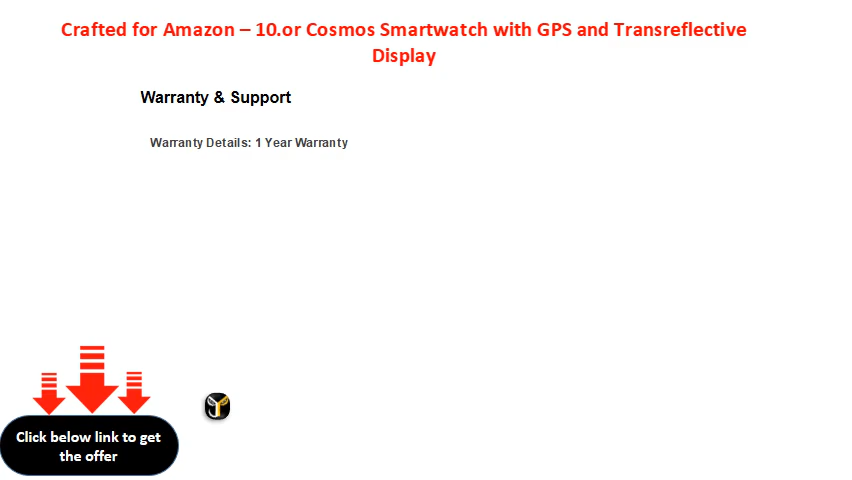 Crafted for Amazon – 10.or Cosmos Smartwatch with GPS and Transreflective
Display
Warranty & Support
Warranty Details: 1 Year Warranty
Click below link to get
the offer